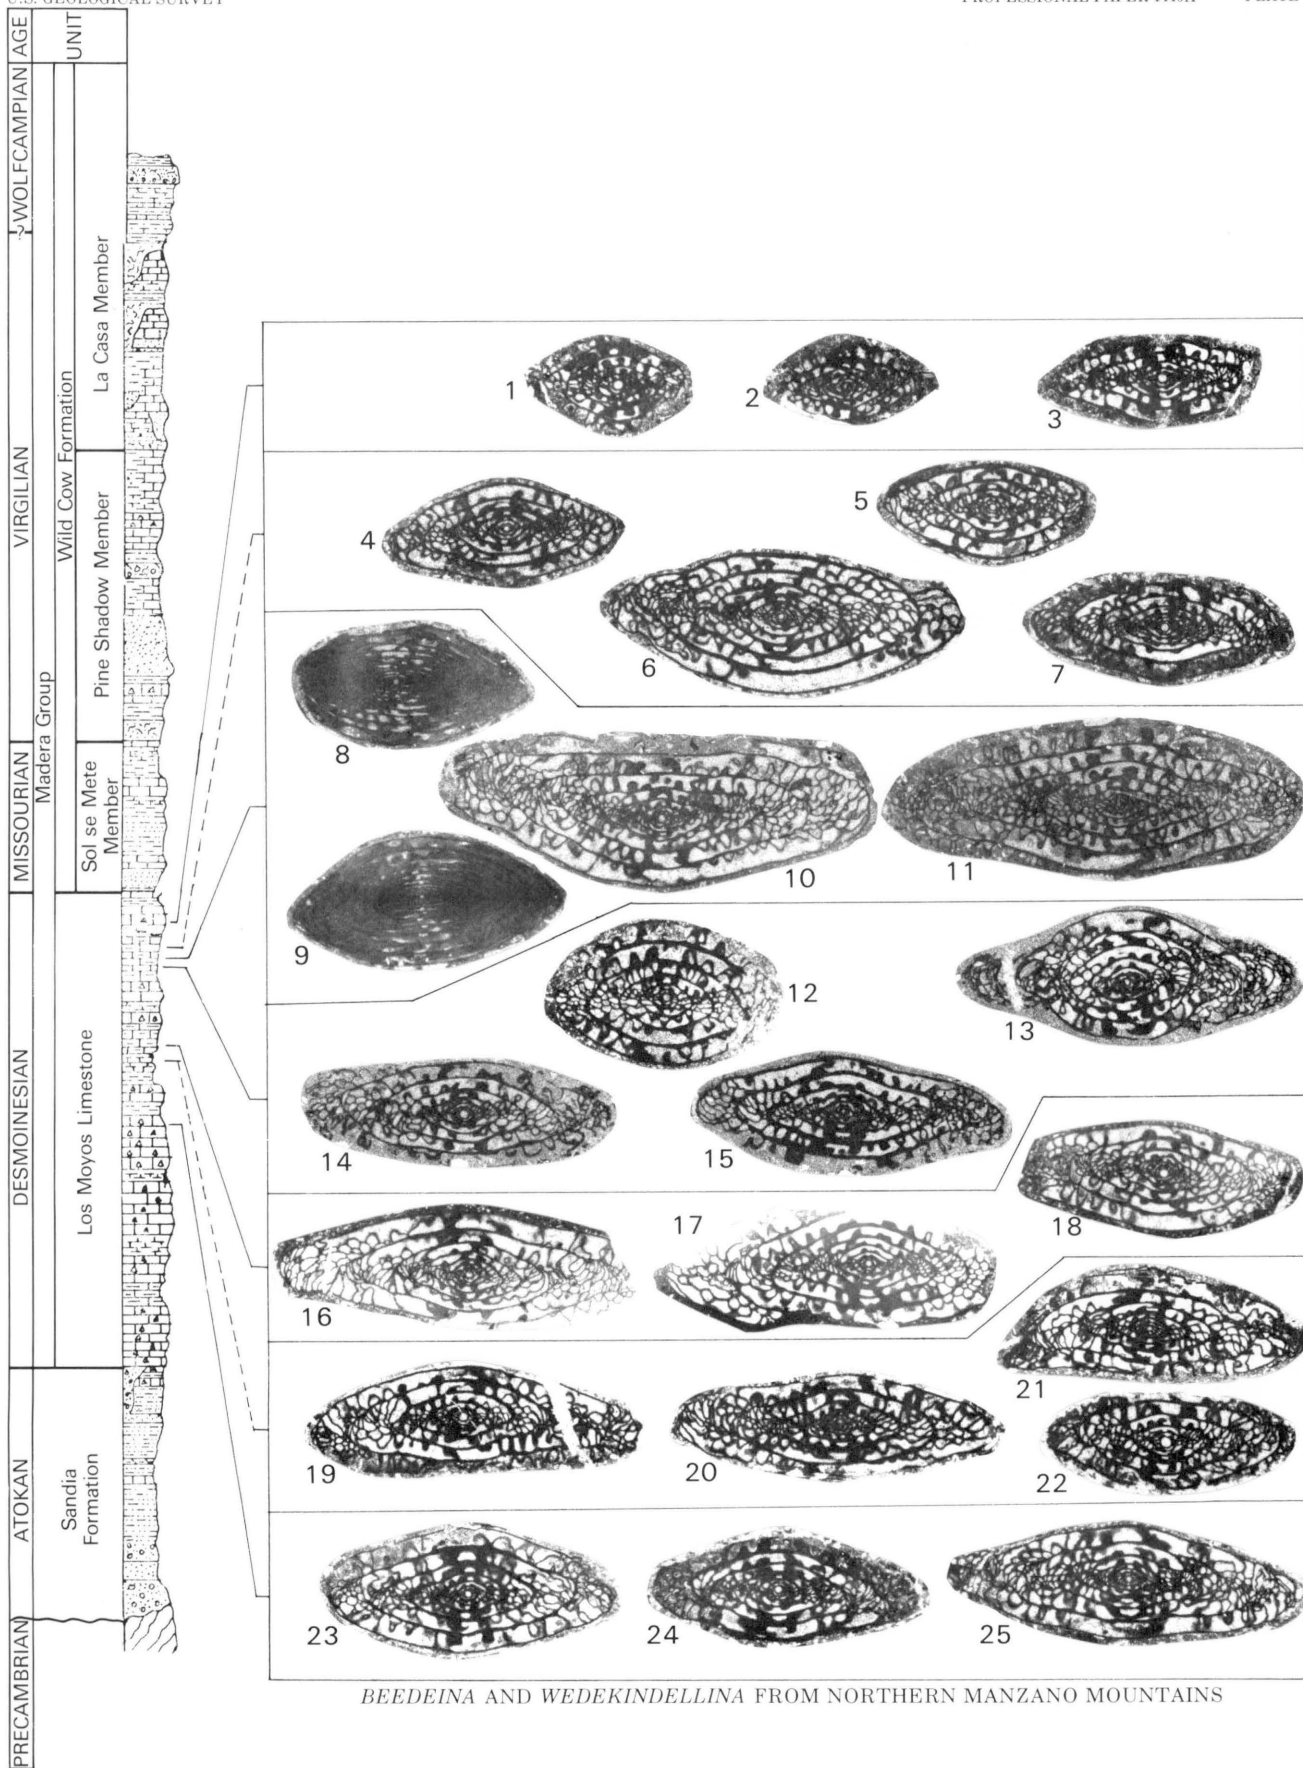 AGE
UNIT
?WOLFCAMPIAN
VIRGILIAN
MISSOURIAN
DESMOINESIAN
ATOKAN
PRECAMBRIAN
Madera Group
Wild Cow Formation
La Casa Member
Pine Shadow Member
Sol se Mete
Member
Los Moyos Limestone
Sandia
Formation
1
2
3
4
5
6
7
8
9
10
11
12
13
14
15
16
17
18
19
20
21
22
23
24
25
BEEDEINA AND WEDEKINDELLINA FROM NORTHERN MANZANO MOUNTAINS